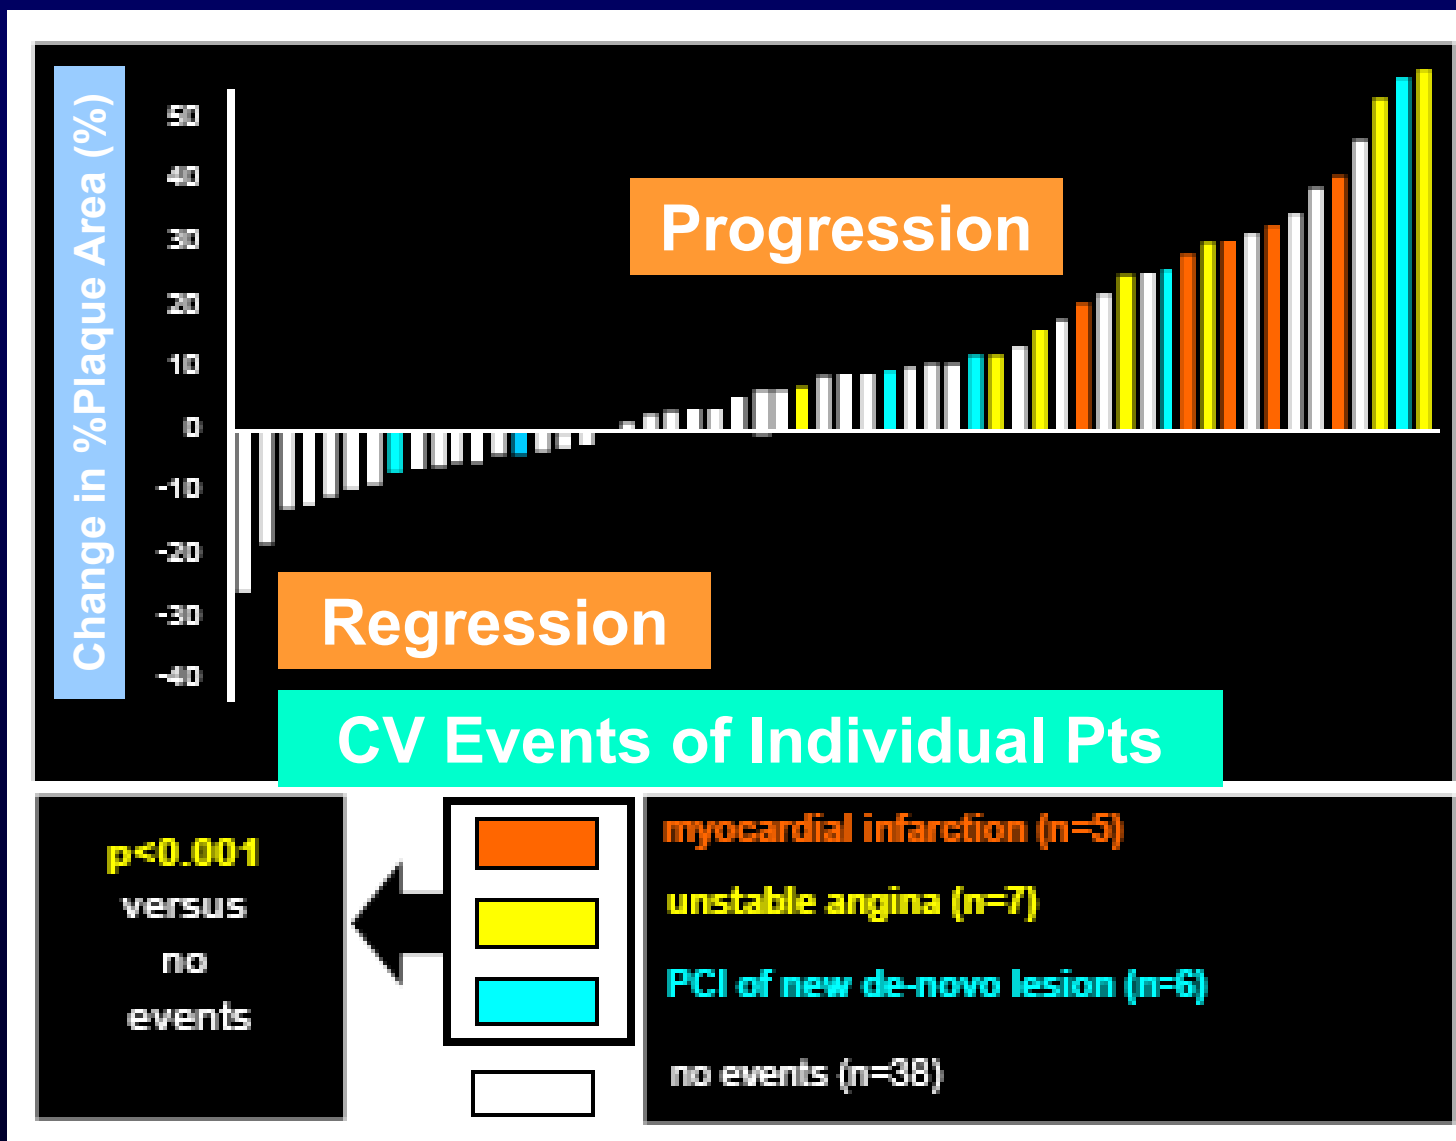 Change in %Plaque Area (%)
50
40
30
20
10
0
-10
-20
-30
-40
Progression
Regression
CV Events of Individual Pts
p<0.001
versus
no
events
myocardial infarction (n=5)
unstable angina (n=7)
PCI of new de-novo lesion (n=6)
no events (n=38)